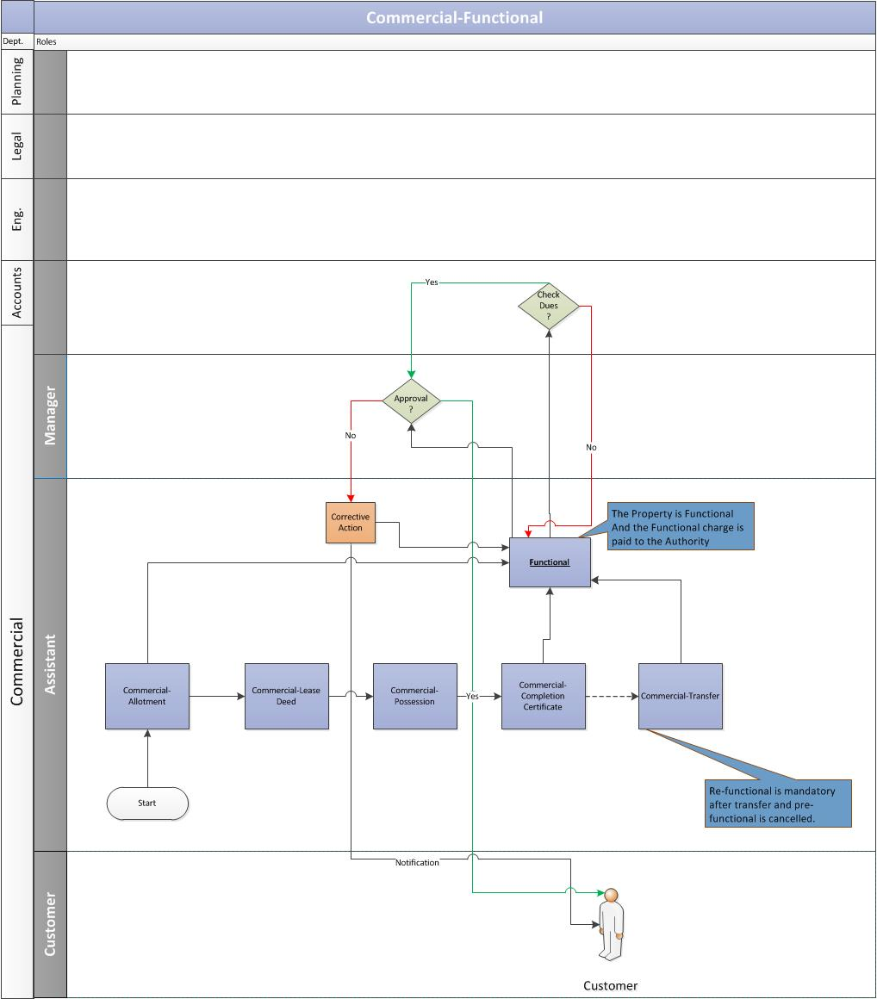 Commercial-Functional
Dept.
Roles
Planning
Legal
Eng.
Accounts
Commercial
Manager
Assistant
Customer
Yes
Check
Dues
?
Approval
?
No
No
Corrective
Action
The Property is Functional
And the Functional charge is
paid to the Authority
Functional
Commercial-
Allotment
Commercial-Lease
Deed
Commercial-
Possession
Yes
Commercial-
Completion
Certificate
Commercial-Transfer
Start
Re-functional is mandatory
after transfer and pre-
functional is cancelled.
Notification
Customer